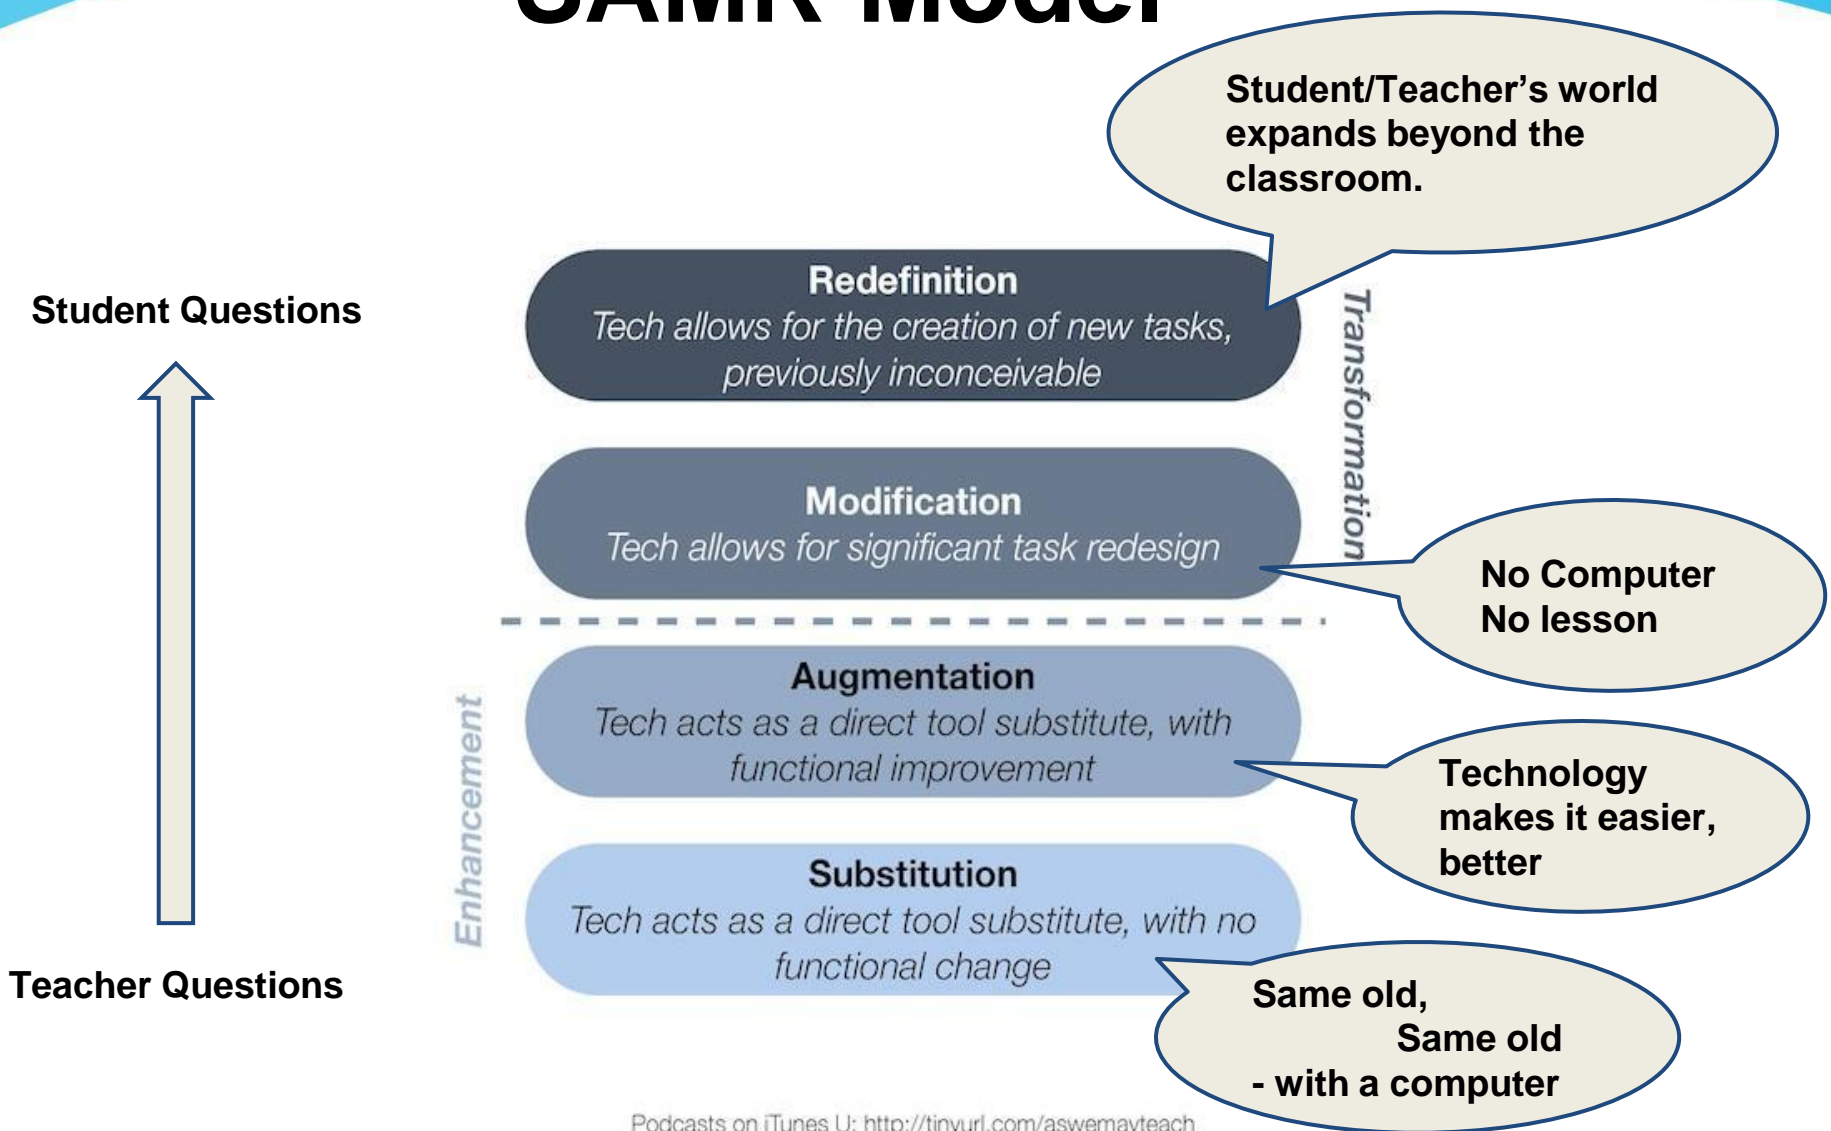 SAMR Model
Student/Teacher’s world
expands beyond the
classroom.
Student Questions
Redefinition
Tech allows for the creation of new tasks,
previously inconceivable
Transformation
Modification
Tech allows for significant task redesign
No Computer
No lesson
Augmentation
Tech acts as a direct tool substitute, with
functional improvement
Enhancement
Technology
makes it easier,
better
Substitution
Tech acts as a direct tool substitute, with no
functional change
Teacher Questions
Same old,
Same old
- with a computer
Podcasts on iTunes U: http://tinyurl.com/aswemayteach